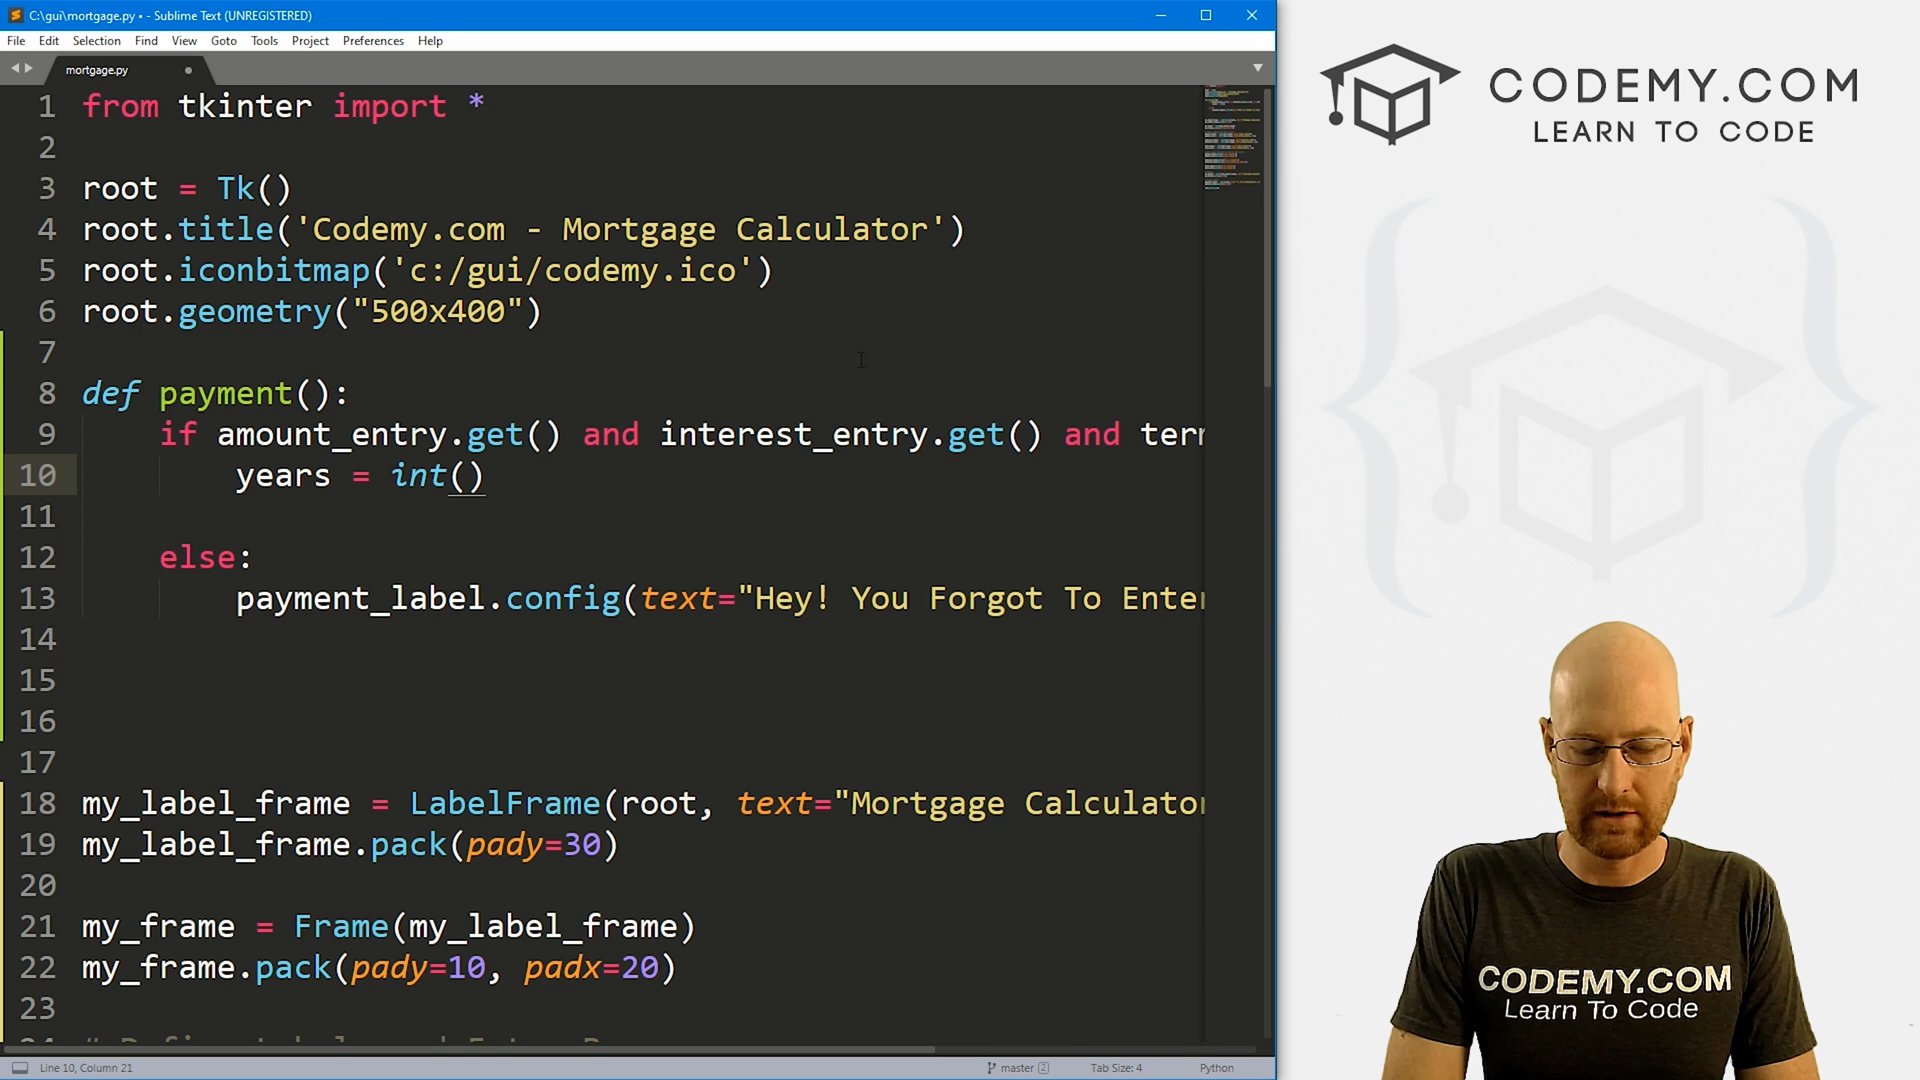 C:\gui\mortgage.py • - Sublime Text (UNREGISTERED)
File Edit Selection Find View Goto Tools Project Preferences Help
mortgage.py
1 from tkinter import *
2
3 root = Tk()
4 root.title('Codemy.com - Mortgage Calculator')
5 root.iconbitmap('c:/gui/codemy.ico')
6 root.geometry("500x400")
7
8 def payment():
9 if amount_entry.get() and interest_entry.get() and ter
10 years = int()
11
12 else:
13 payment_label.config(text="Hey! You Forgot To Enter
14
15
16
17
18 my_label_frame = LabelFrame(root, text="Mortgage Calculator
19 my_label_frame.pack(pady=30)
20
21 my_frame = Frame(my_label_frame)
22 my_frame.pack(pady=10, padx=20)
23
Line 10, Column 21
master 2
Tab Size: 4
Python
CODEMY.COM
LEARN TO CODE
CODEMY.COM
Learn To Code